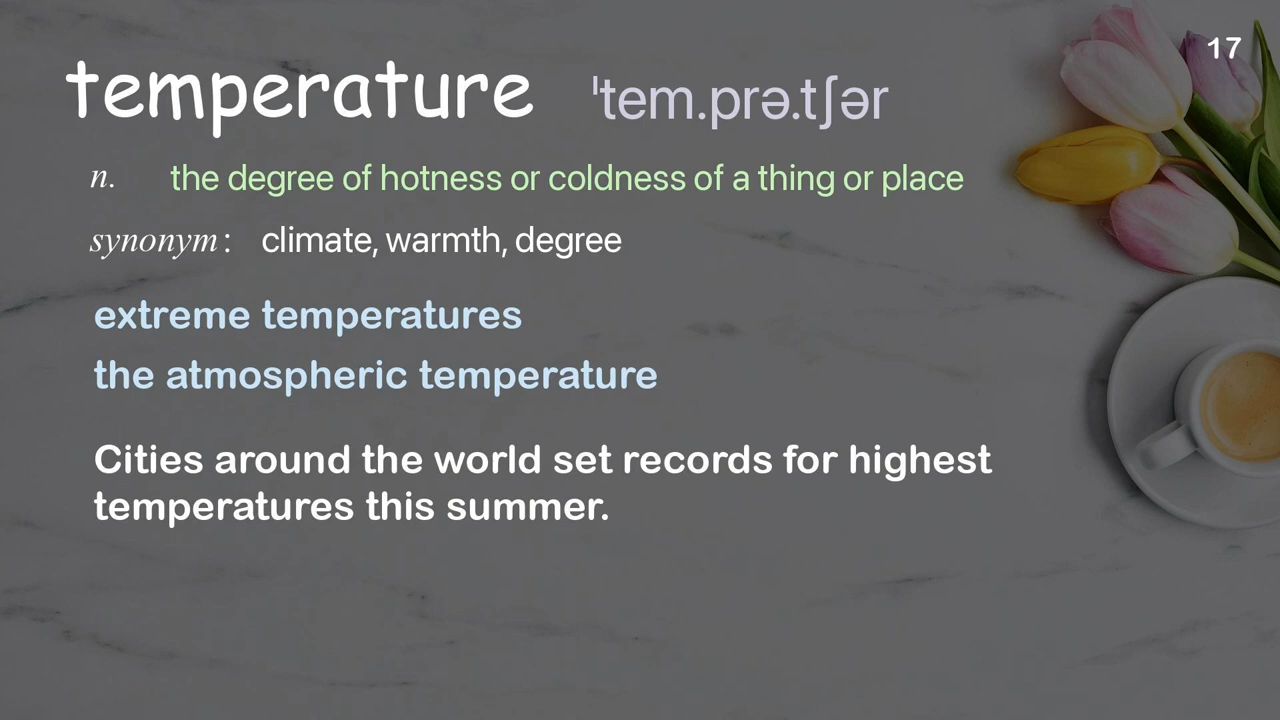 17
temperature ˈtem.prə.tʃər
n. the degree of hotness or coldness of a thing or place
synonym: climate, warmth, degree
extreme temperatures
the atmospheric temperature
Cities around the world set records for highest
temperatures this summer.